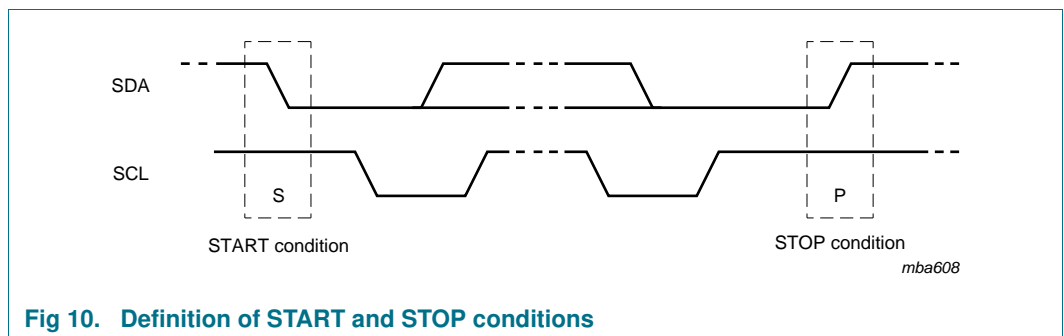 SDA
SCL
S
P
START condition
STOP condition
mba608
Fig 10. Definition of START and STOP conditions